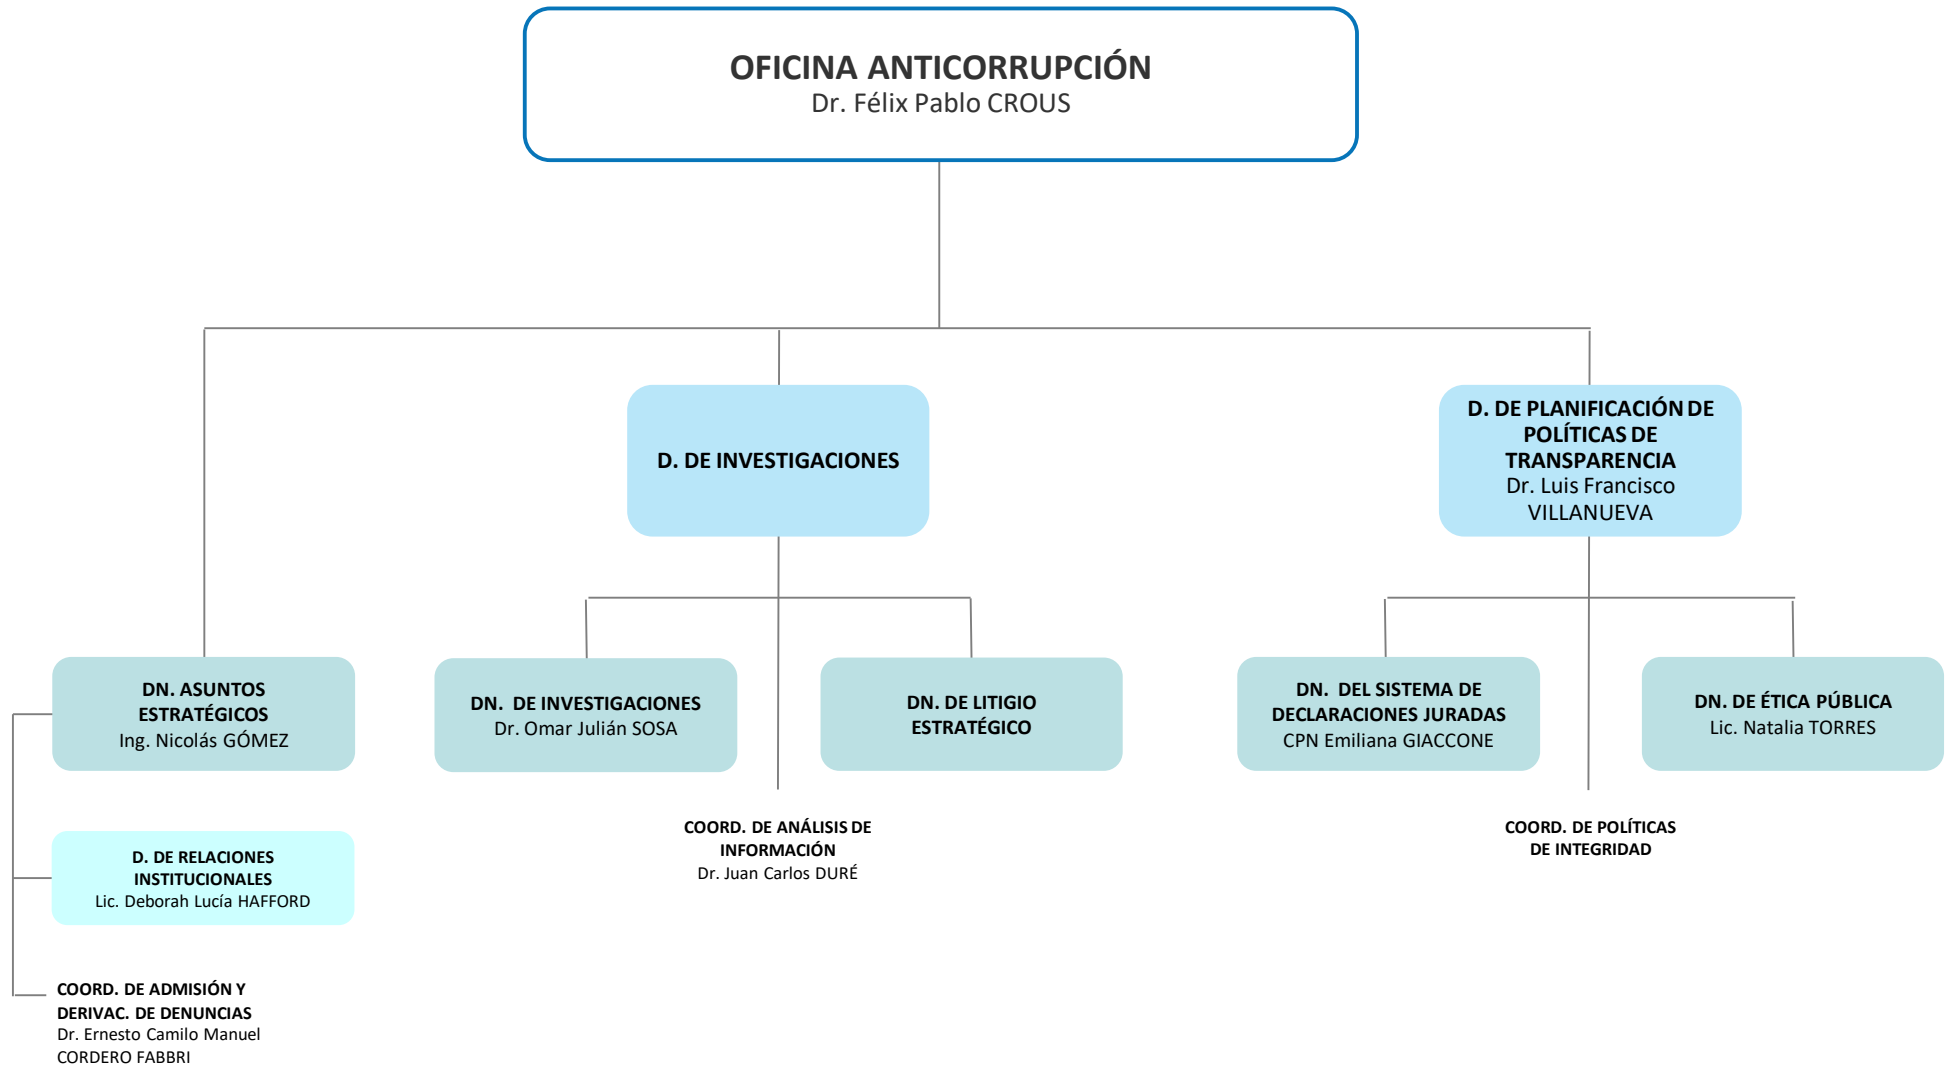 OFICINA ANTICORRUPCIÓN
Dr. Félix Pablo CROUS
D. DE INVESTIGACIONES
D. DE PLANIFICACIÓN DE
POLÍTICAS DE
TRANSPARENCIA
Dr. Luis Francisco
VILLANUEVA
DN. ASUNTOS
ESTRATÉGICOS
Ing. Nicolás GÓMEZ
DN. DE INVESTIGACIONES
Dr. Omar Julián SOSA
DN. DE LITIGIO
ESTRATÉGICO
DN. DEL SISTEMA DE
DECLARACIONES JURADAS
CPN Emiliana GIACCONE
DN. DE ÉTICA PÚBLICA
Lic. Natalia TORRES
D. DE RELACIONES
INSTITUCIONALES
Lic. Deborah Lucía HAFFORD
COORD. DE ANÁLISIS DE
INFORMACIÓN
Dr. Juan Carlos DURÉ
COORD. DE POLÍTICAS
DE INTEGRIDAD
COORD. DE ADMISIÓN Y
DERIVAC. DE DENUNCIAS
Dr. Ernesto Camilo Manuel
CORDERO FABBRI